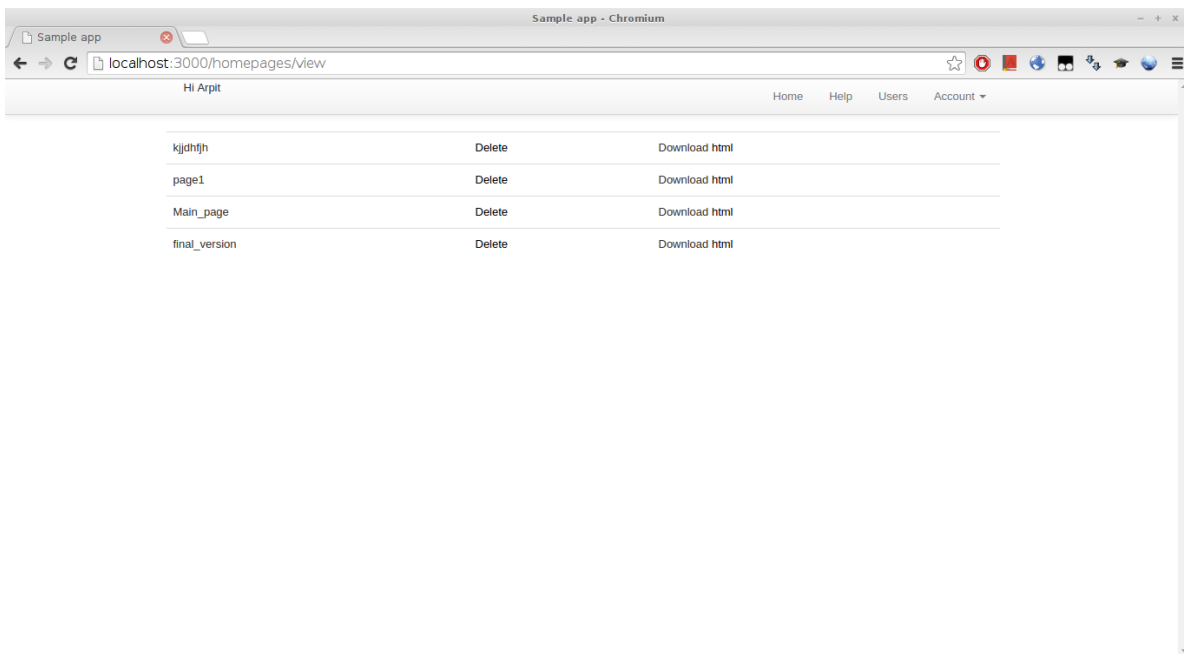 Sample app - Chromium
Sample app
localhost:3000/homepages/view
Hi Arpit
Home Help Users Account
kjjdhfjh Delete Download html
page1 Delete Download html
Main_page Delete Download html
final_version Delete Download html